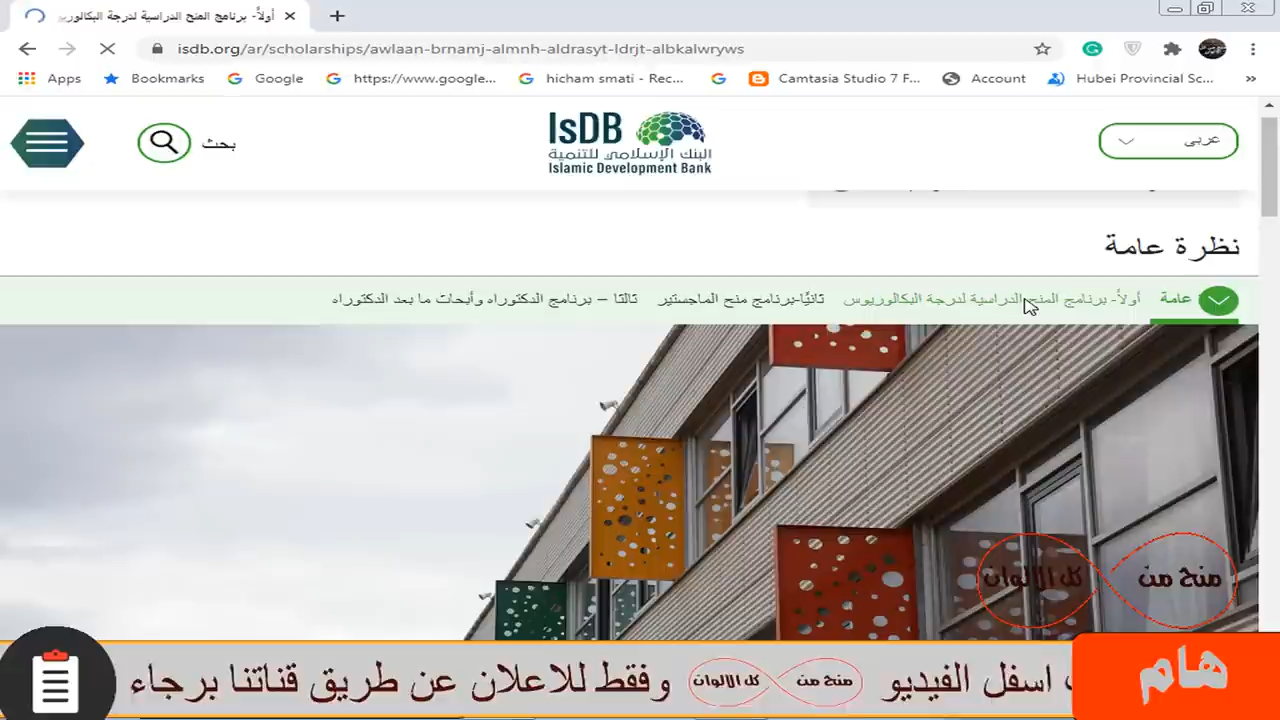 أولاً- برنامج المنح الدراسية لدرجة البكالوريو
isdb.org/ar/scholarships/awlaan-brnamj-almnh-aldrasyt-ldrjt-albkalwryws
Apps Bookmarks Google https://www.google... hicham smati - Rec... Camtasia Studio 7 F... Account Hubei Provincial Sc... »
بحث
IsDB
البنك الإسلامي للتنمية
Islamic Development Bank
عربى
نظرة عامة
عامة أولاً- برنامج المنح الدراسية لدرجة البكالوريوس ثانيًا-برنامج منح الماجستير ثالثا – برنامج الدكتوراه وأبحاث ما بعد الدكتوراه
منح من كل الالوان
هام
اسفل الفيديو منح من كل الالوان وفقط للاعلان عن طريق قناتنا برجاء